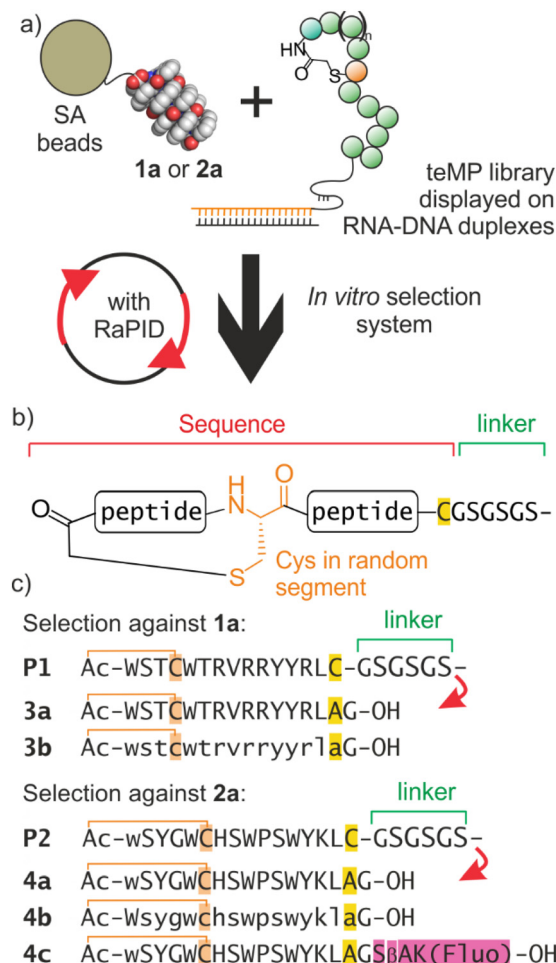 a)
n
HN
O
S
SA
beads
1a or 2a
+
teMP library
displayed on
RNA-DNA duplexes
with
RaPID
In vitro selection
system
b)
Sequence
linker
O
peptide
H
N
O
peptide
CGSGSGS-
S
Cys in random
segment
c)
Selection against 1a:
linker
P1 Ac-WSTCWTRVRRYYRLC-GSGSGS-
3a Ac-WSTCWTRVRRYYRLAG-OH
3b Ac-wstcwtrvrryyrlaG-OH
Selection against 2a:
linker
P2 Ac-wSYGWCHSWPSWYKLC-GSGSGS-
4a Ac-wSYGWCHSWPSWYKLAG-OH
4b Ac-WsygwchswpswyklaG-OH
4c Ac-wSYGWCHSWPSWYKLAGSβAK(Fluo)-OH